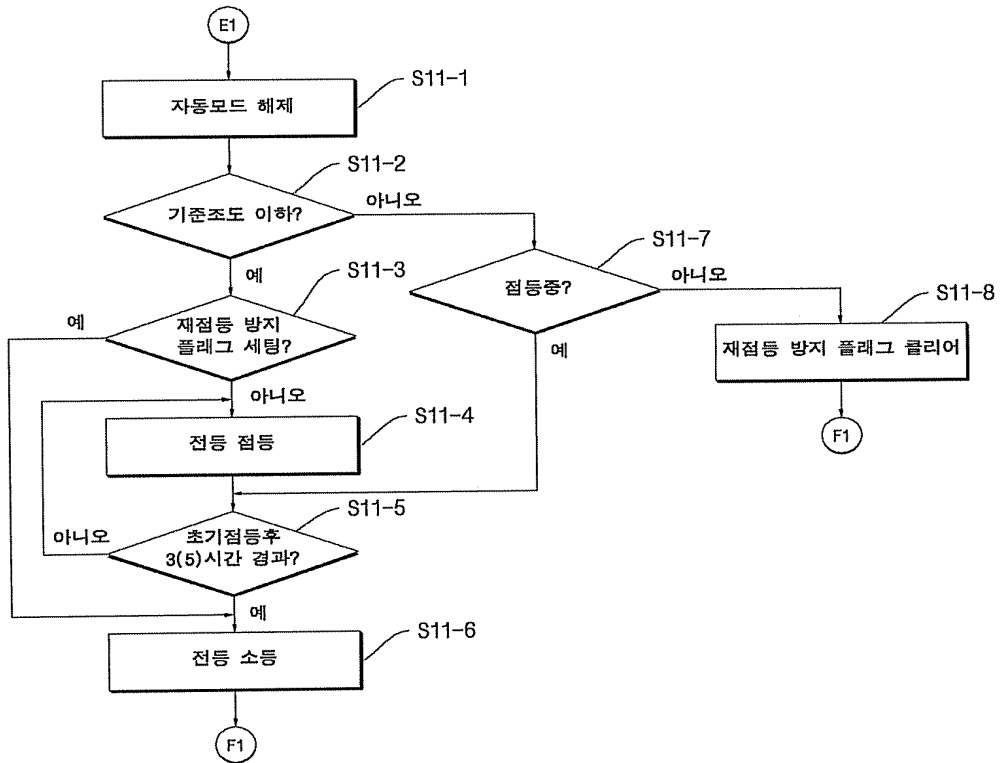 E1
S11-1
자동모드 해제
S11-2
기준조도 이하?
아니오
예
S11-7
점등중?
아니오
예
S11-8
재점등 방지 플래그 클리어
F1
S11-3
예
재점등 방지
플래그 세팅?
아니오
S11-4
전등 점등
S11-5
아니오
초기점등후
3(5)시간 경과?
예
S11-6
전등 소등
F1